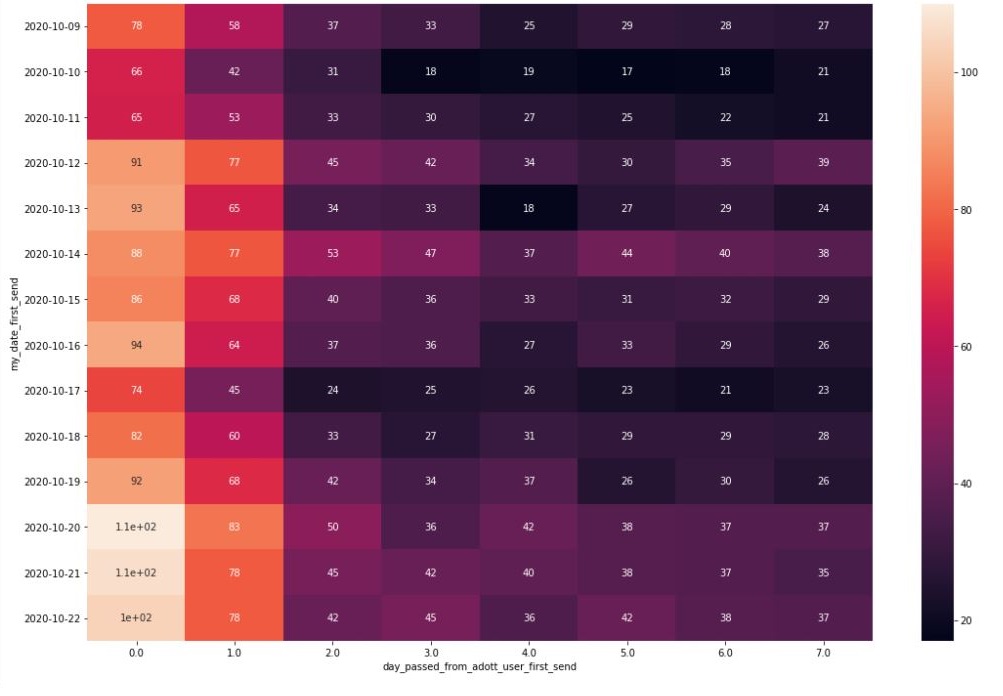 2020-10-09 78 58 37 33 25 29 28 27
2020-10-10 66 42 31 18 19 17 18 21
2020-10-11 65 53 33 30 27 25 22 21
2020-10-12 91 77 45 42 34 30 35 39
2020-10-13 93 65 34 33 18 27 29 24
2020-10-14 88 77 53 47 37 44 40 38
2020-10-15 86 68 40 36 33 31 32 29
2020-10-16 94 64 37 36 27 33 29 26
2020-10-17 74 45 24 25 26 23 21 23
2020-10-18 82 60 33 27 31 29 29 28
2020-10-19 92 68 42 34 37 26 30 26
2020-10-20 1.1e+02 83 50 36 42 38 37 37
2020-10-21 1.1e+02 78 45 42 40 38 37 35
2020-10-22 1e+02 78 42 45 36 42 38 37
0.0 1.0 2.0 3.0 4.0 5.0 6.0 7.0
day_passed_from_adott_user_first_send
my_date_first_send
100
80
60
40
20